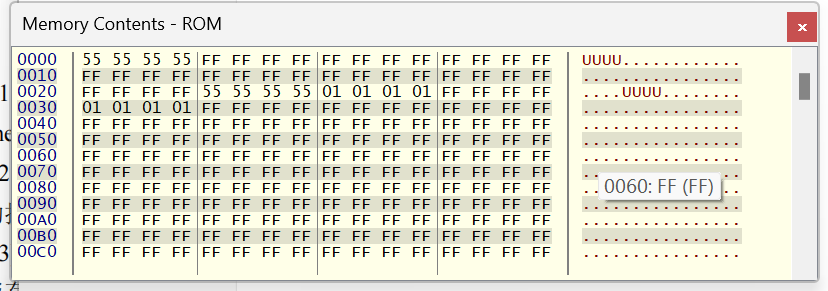 Memory Contents - ROM
0000 55 55 55 55 FF FF FF FF FF FF FF FF FF FF FF FF UUUU............
0010 FF FF FF FF FF FF FF FF FF FF FF FF FF FF FF FF ................
0020 FF FF FF FF 55 55 55 55 01 01 01 01 FF FF FF FF ....UUUU........
0030 01 01 01 01 FF FF FF FF FF FF FF FF FF FF FF FF ................
0040 FF FF FF FF FF FF FF FF FF FF FF FF FF FF FF FF ................
0050 FF FF FF FF FF FF FF FF FF FF FF FF FF FF FF FF ................
0060 FF FF FF FF FF FF FF FF FF FF FF FF FF FF FF FF ................
0070 FF FF FF FF FF FF FF FF FF FF FF FF FF FF FF FF
0080 FF FF FF FF FF FF FF FF FF FF FF FF FF FF FF FF
0060: FF (FF)
0090 FF FF FF FF FF FF FF FF FF FF FF FF FF FF FF FF ................
00A0 FF FF FF FF FF FF FF FF FF FF FF FF FF FF FF FF ................
00B0 FF FF FF FF FF FF FF FF FF FF FF FF FF FF FF FF ................
00C0 FF FF FF FF FF FF FF FF FF FF FF FF FF FF FF FF ................